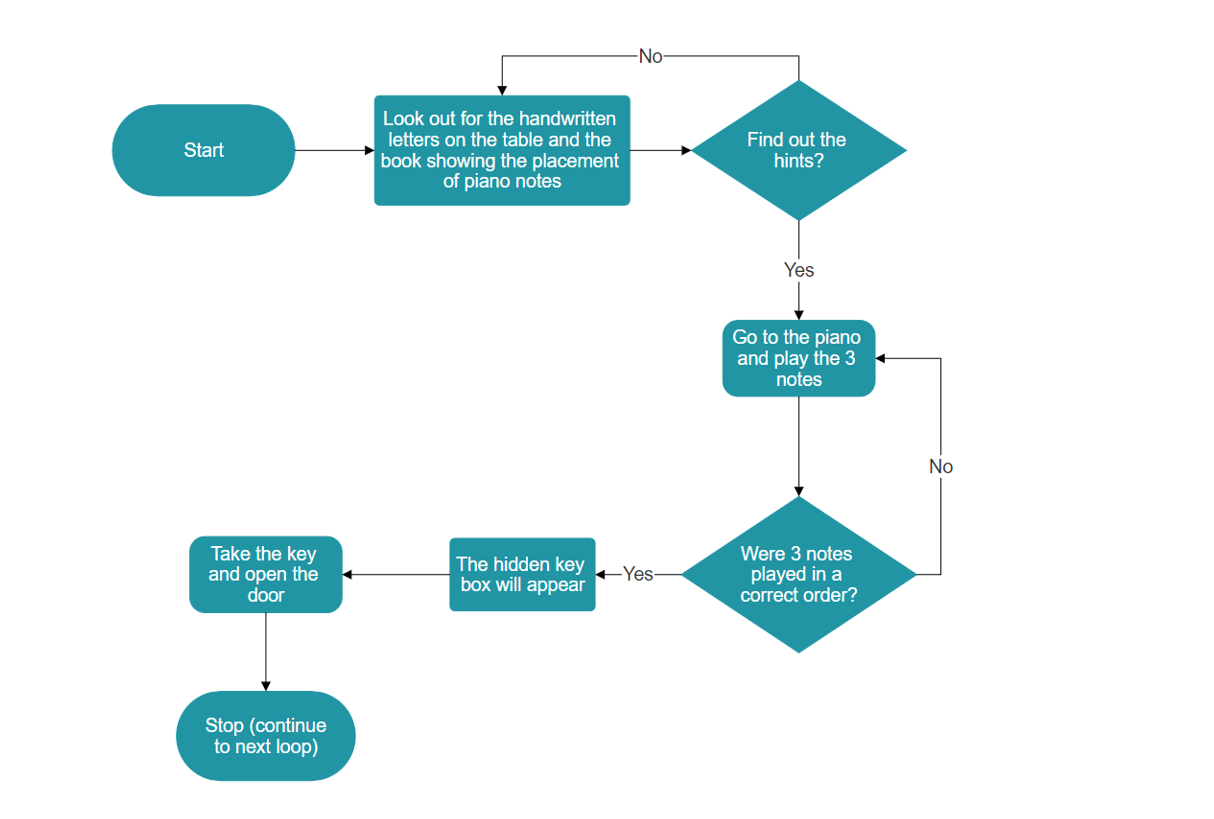 No
Start
Look out for the handwritten
letters on the table and the
book showing the placement
of piano notes
Find out the
hints?
Yes
Go to the piano
and play the 3
notes
No
Were 3 notes
played in a
correct order?
Yes
The hidden key
box will appear
Take the key
and open the
door
Stop (continue
to next loop)